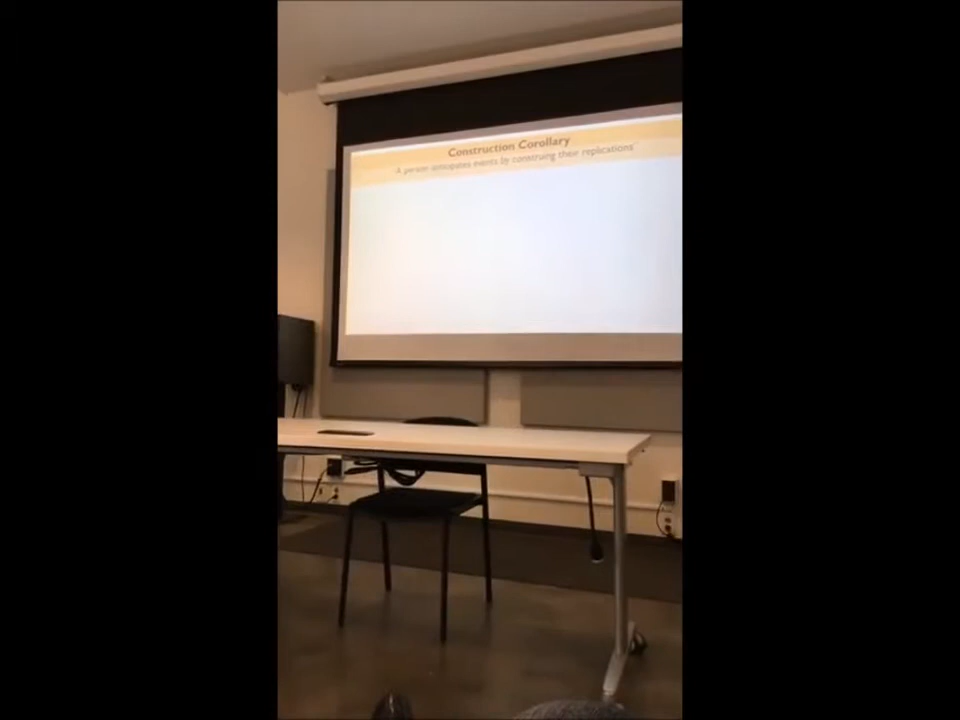 Construction Corollary
A person anticipates events by construing their replications